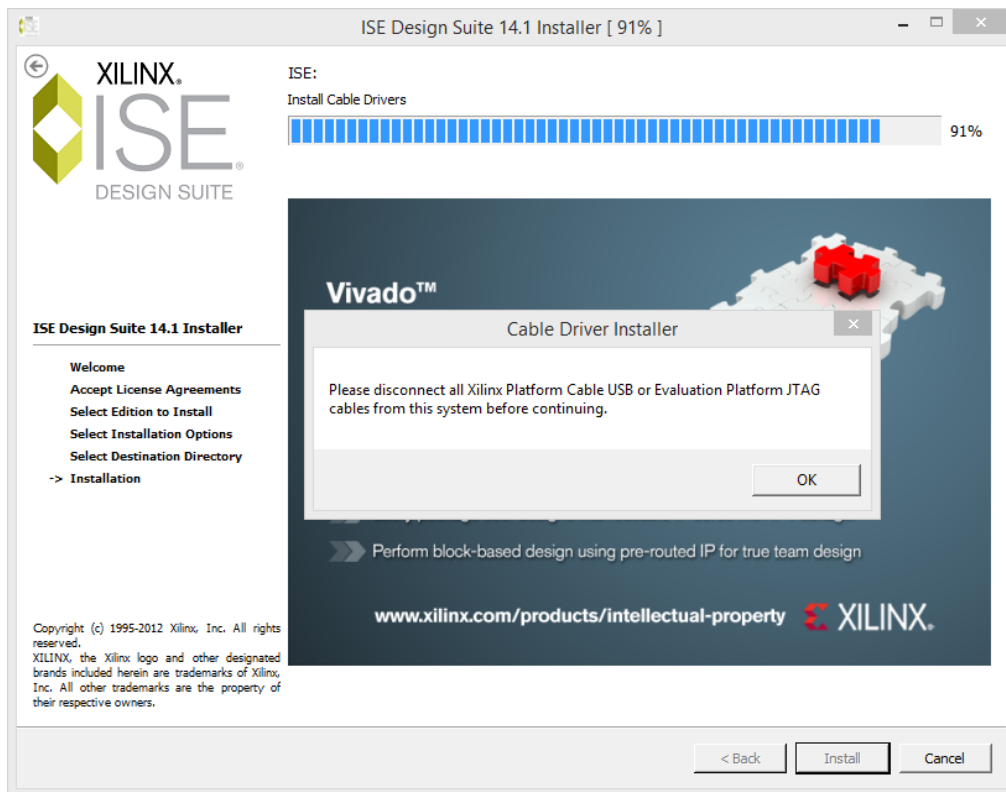 ISE Design Suite 14.1 Installer [ 91% ]
XILINX®
ISE®
DESIGN SUITE
ISE:
Install Cable Drivers
91%
Vivado™
ISE Design Suite 14.1 Installer
Welcome
Accept License Agreements
Select Edition to Install
Select Installation Options
Select Destination Directory
-> Installation
Cable Driver Installer
Please disconnect all Xilinx Platform Cable USB or Evaluation Platform JTAG
cables from this system before continuing.
OK
Perform block-based design using pre-routed IP for true team design
www.xilinx.com/products/intellectual-property
XILINX®
Copyright (c) 1995-2012 Xilinx, Inc. All rights
reserved.
XILINX, the Xilinx logo and other designated
brands included herein are trademarks of Xilinx,
Inc. All other trademarks are the property of
their respective owners.
< Back
Install
Cancel